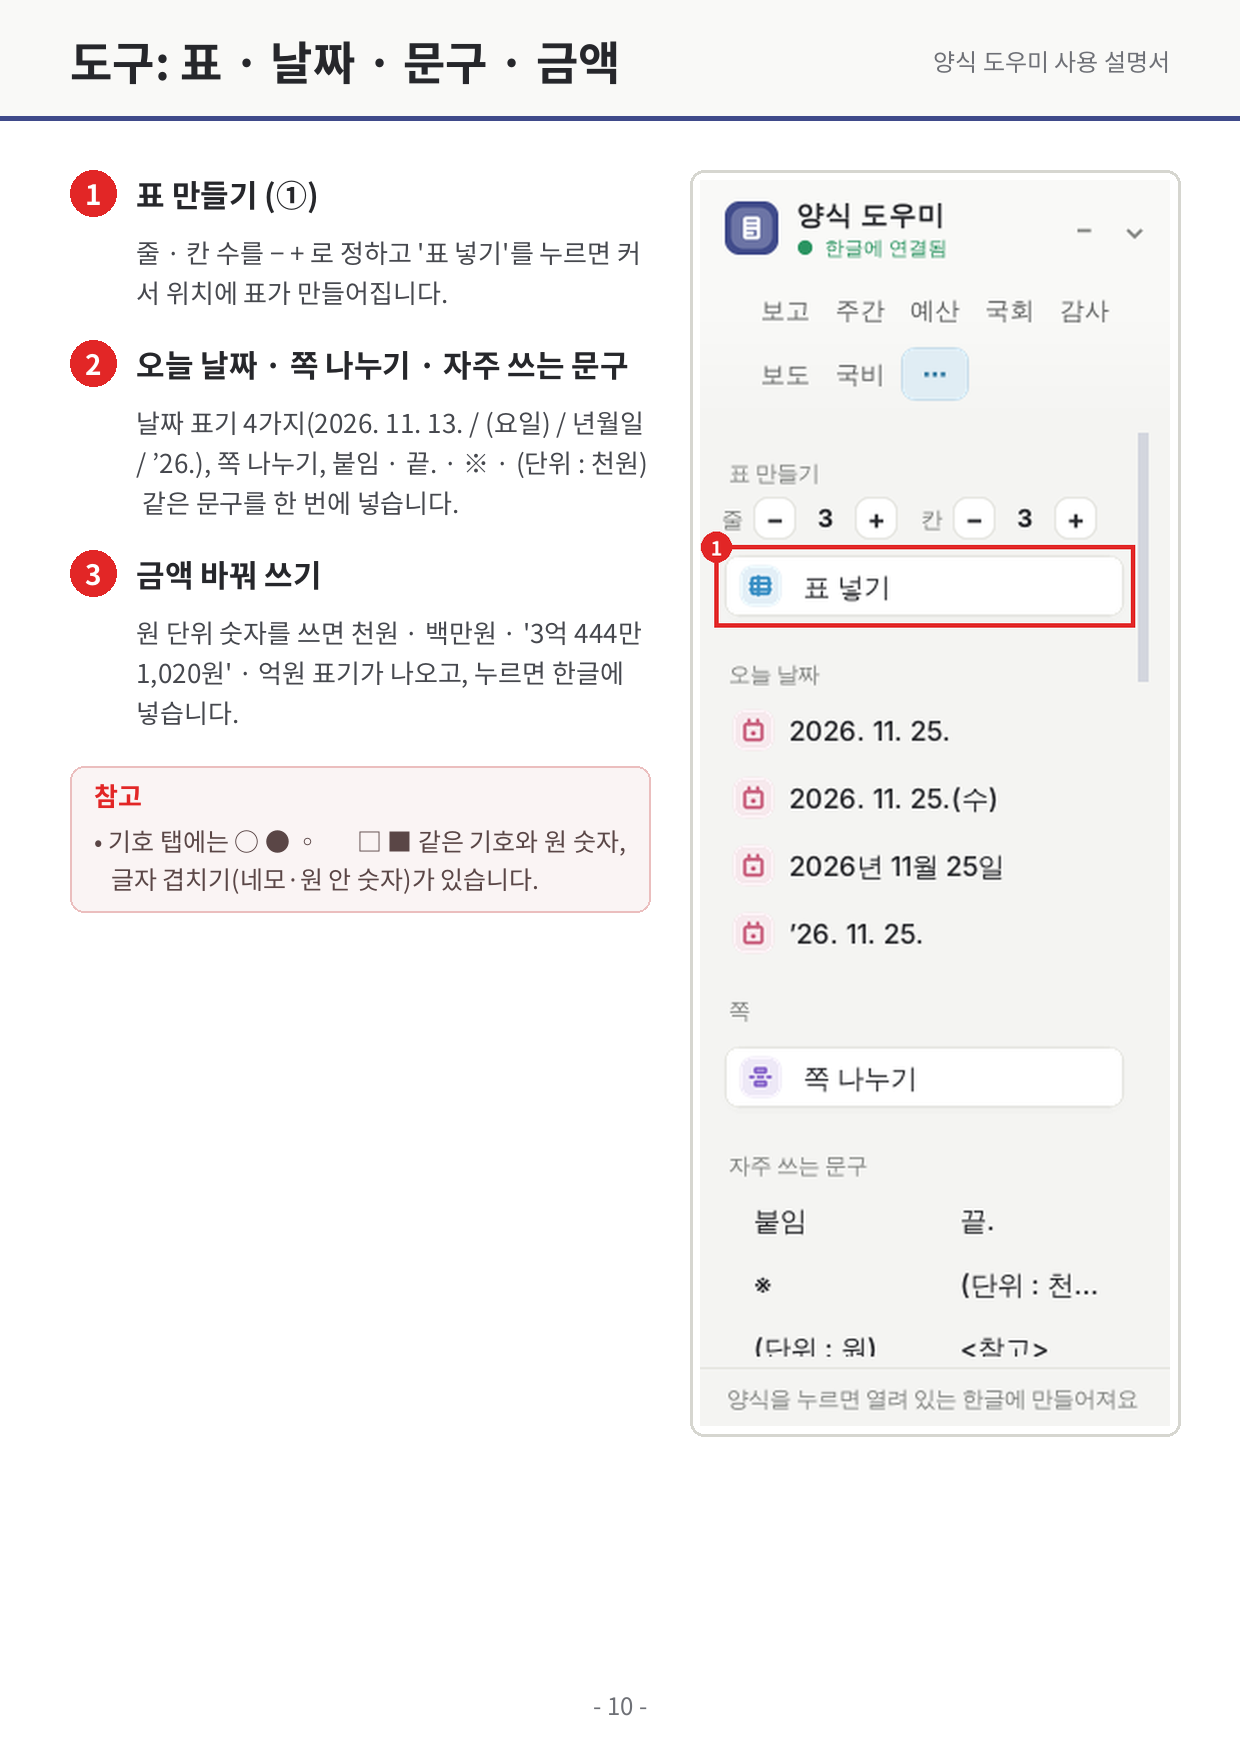 도구: 표 · 날짜 · 문구 · 금액
양식 도우미 사용 설명서
1 표 만들기 (①)
줄 · 칸 수를 − + 로 정하고 '표 넣기'를 누르면 커
서 위치에 표가 만들어집니다.
2 오늘 날짜 · 쪽 나누기 · 자주 쓰는 문구
날짜 표기 4가지(2026. 11. 13. / (요일) / 년월일
/ ’26.), 쪽 나누기, 붙임 · 끝. · ※ · (단위 : 천원)
같은 문구를 한 번에 넣습니다.
3 금액 바꿔 쓰기
원 단위 숫자를 쓰면 천원 · 백만원 · '3억 444만
1,020원' · 억원 표기가 나오고, 누르면 한글에
넣습니다.
참고
• 기호 탭에는 ○ ● ◦ □ ■ 같은 기호와 원 숫자,
글자 겹치기(네모·원 안 숫자)가 있습니다.
양식 도우미
● 한글에 연결됨
보고 주간 예산 국회 감사
보도 국비 ···
표 만들기
줄 − 3 + 칸 − 3 +
1
표 넣기
오늘 날짜
2026. 11. 25.
2026. 11. 25.(수)
2026년 11월 25일
’26. 11. 25.
쪽
쪽 나누기
자주 쓰는 문구
붙임 끝.
※ (단위 : 천...
(단위 : 원) <참고>
양식을 누르면 열려 있는 한글에 만들어져요
- 10 -